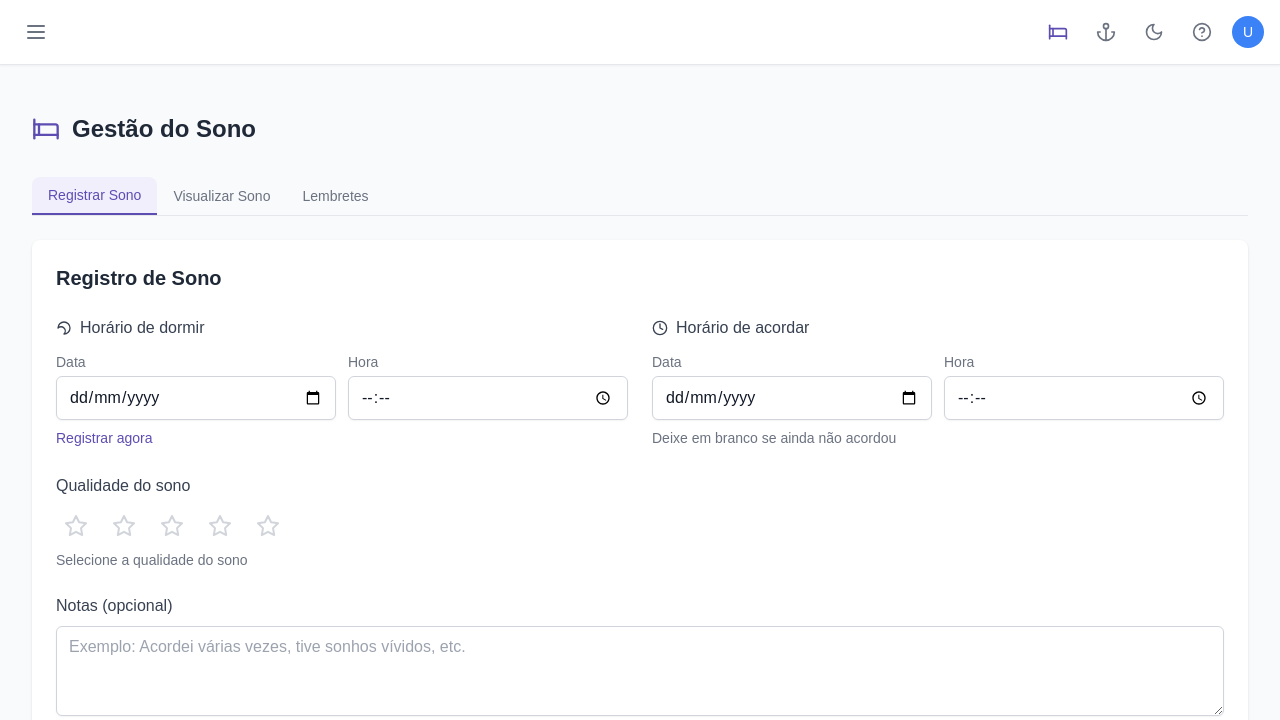 U
Gestão do Sono
Registrar Sono Visualizar Sono Lembretes
Registro de Sono
Horário de dormir Horário de acordar
Data Hora Data Hora
dd/mm/yyyy --:-- dd/mm/yyyy --:--
Registrar agora Deixe em branco se ainda não acordou
Qualidade do sono
Selecione a qualidade do sono
Notas (opcional)
Exemplo: Acordei várias vezes, tive sonhos vívidos, etc.